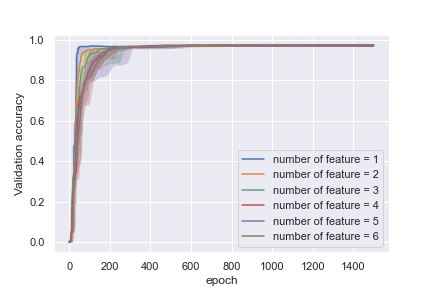 1.0
0.8
0.6
0.4
0.2
0.0
Validation accuracy
number of feature = 1
number of feature = 2
number of feature = 3
number of feature = 4
number of feature = 5
number of feature = 6
0 200 400 600 800 1000 1200 1400
epoch